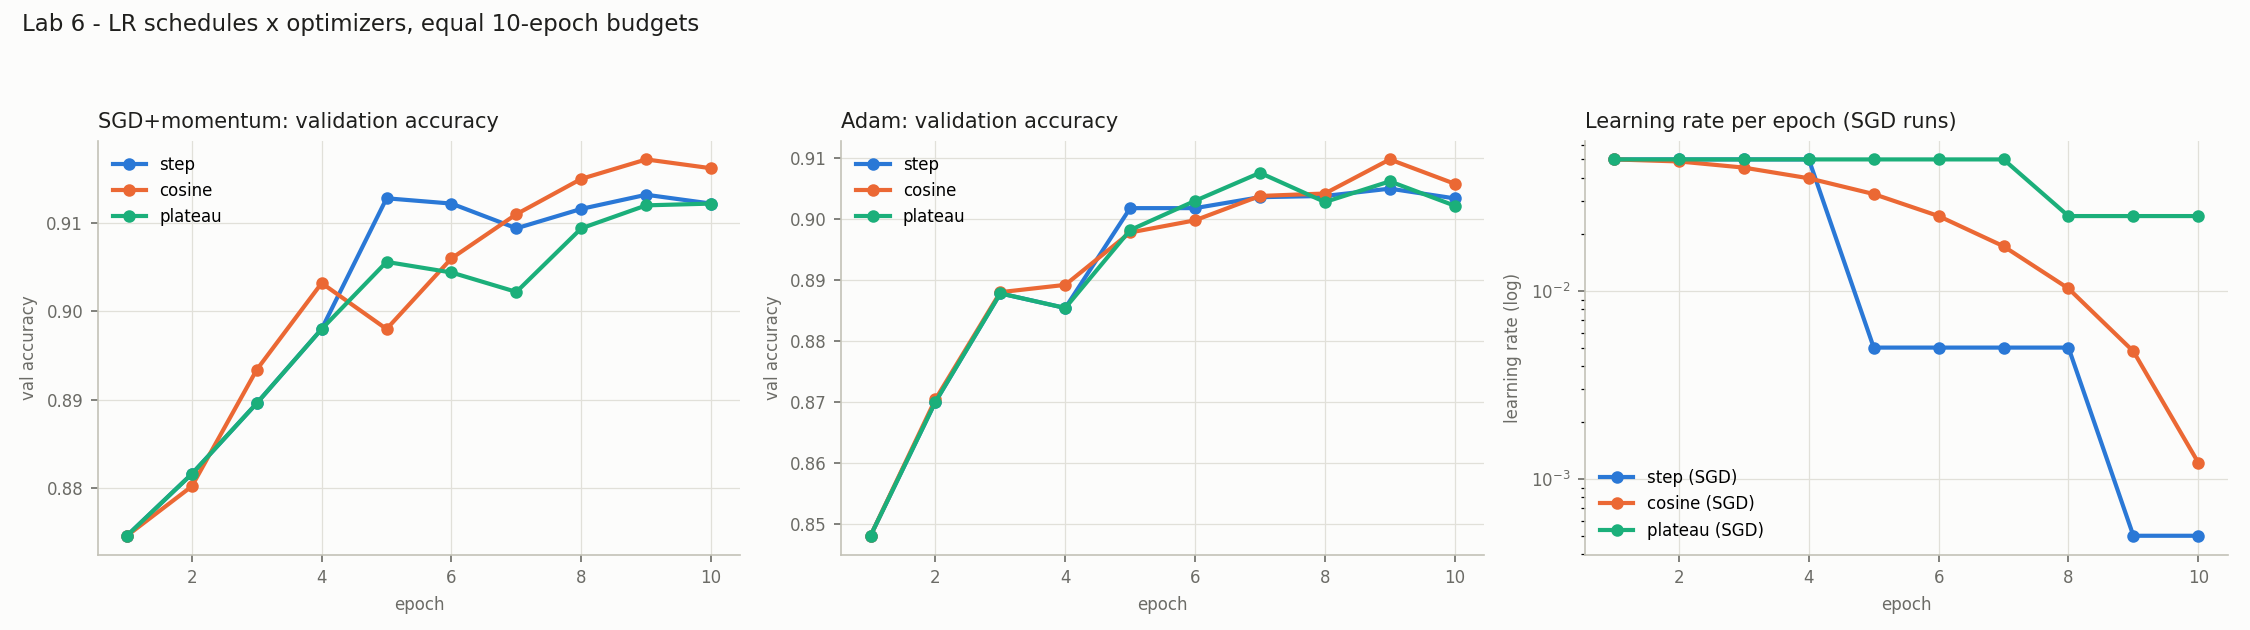 Lab 6 - LR schedules x optimizers, equal 10-epoch budgets
SGD+momentum: validation accuracy
step
cosine
plateau
0.91
0.90
0.89
0.88
val accuracy
2 4 6 8 10
epoch
Adam: validation accuracy
step
cosine
plateau
0.91
0.90
0.89
0.88
0.87
0.86
0.85
val accuracy
2 4 6 8 10
epoch
Learning rate per epoch (SGD runs)
10⁻²
10⁻³
learning rate (log)
step (SGD)
cosine (SGD)
plateau (SGD)
2 4 6 8 10
epoch